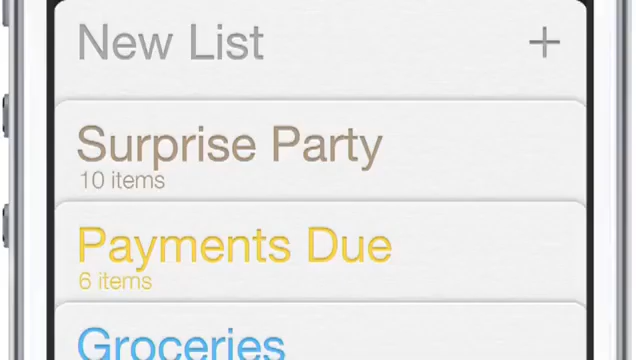 New List +
Surprise Party
10 items
Payments Due
6 items
Groceries